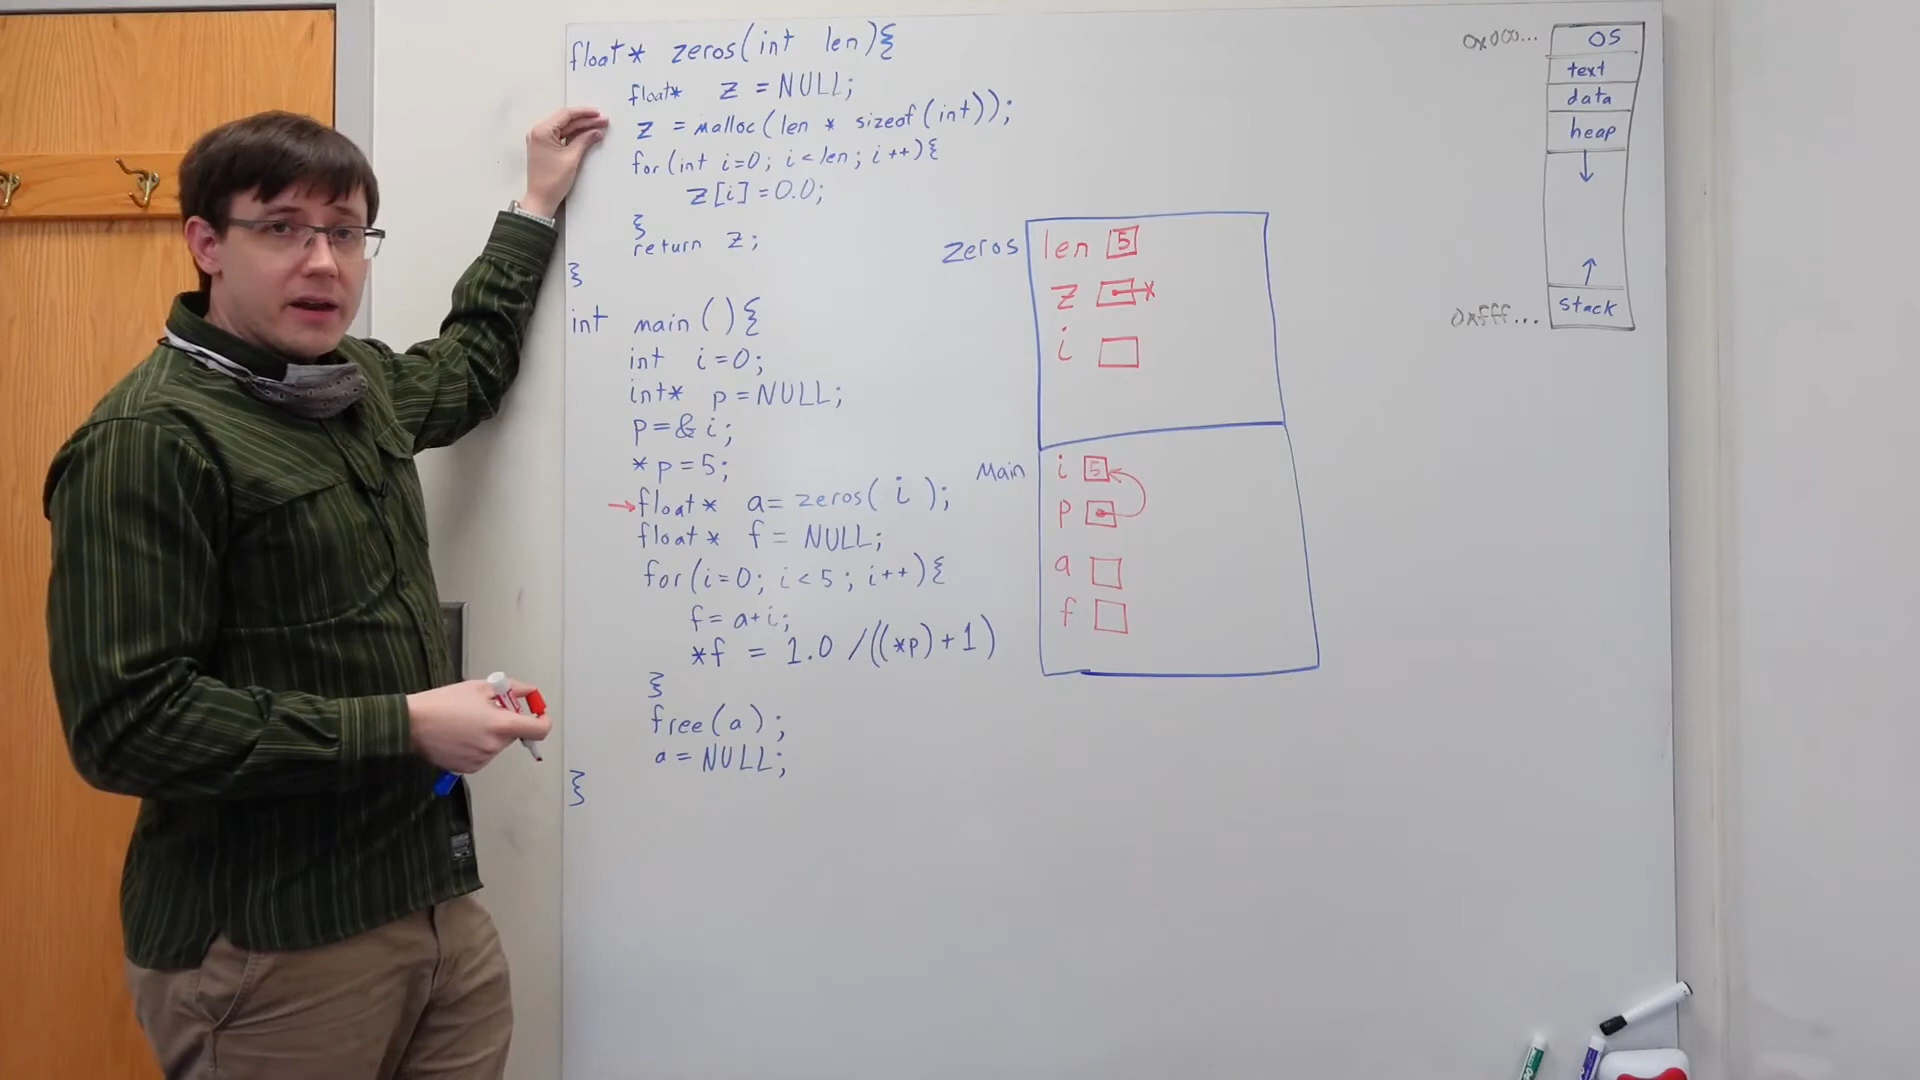 float* zeros(int len){
float* z = NULL;
z = malloc(len * sizeof(int));
for(int i=0; i<len; i++){
z[i]=0.0;
}
return z;
}
int main(){
int i=0;
int* p=NULL;
p=&i;
*p=5;
→float* a=zeros(i);
float* f = NULL;
for(i=0; i<5; i++){
f=a+i;
*f = 1.0/((*p)+1)
}
free(a);
a=NULL;
}
zeros
len 5
z
i
Main
i 5
p
a
f
0x000...
OS
text
data
heap
stack
0xfff...